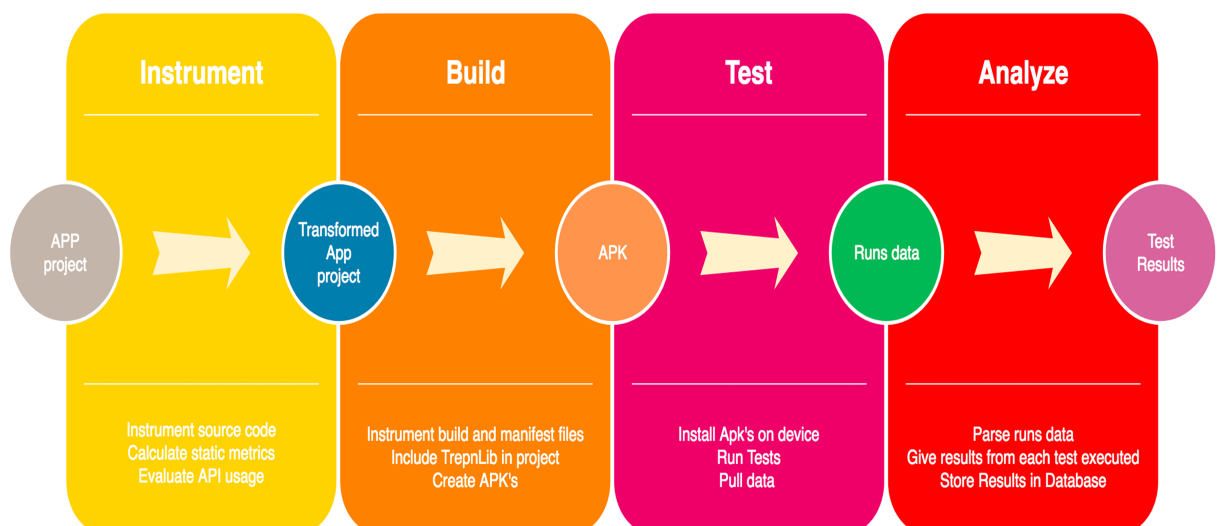 Instrument
Build
Test
Analyze
APP
project
Transformed
App
project
APK
Runs data
Test
Results
Instrument source code
Calculate static metrics
Evaluate API usage
Instrument build and manifest files
Include TrepnLib in project
Create APK's
Install Apk's on device
Run Tests
Pull data
Parse runs data
Give results from each test executed
Store Results in Database